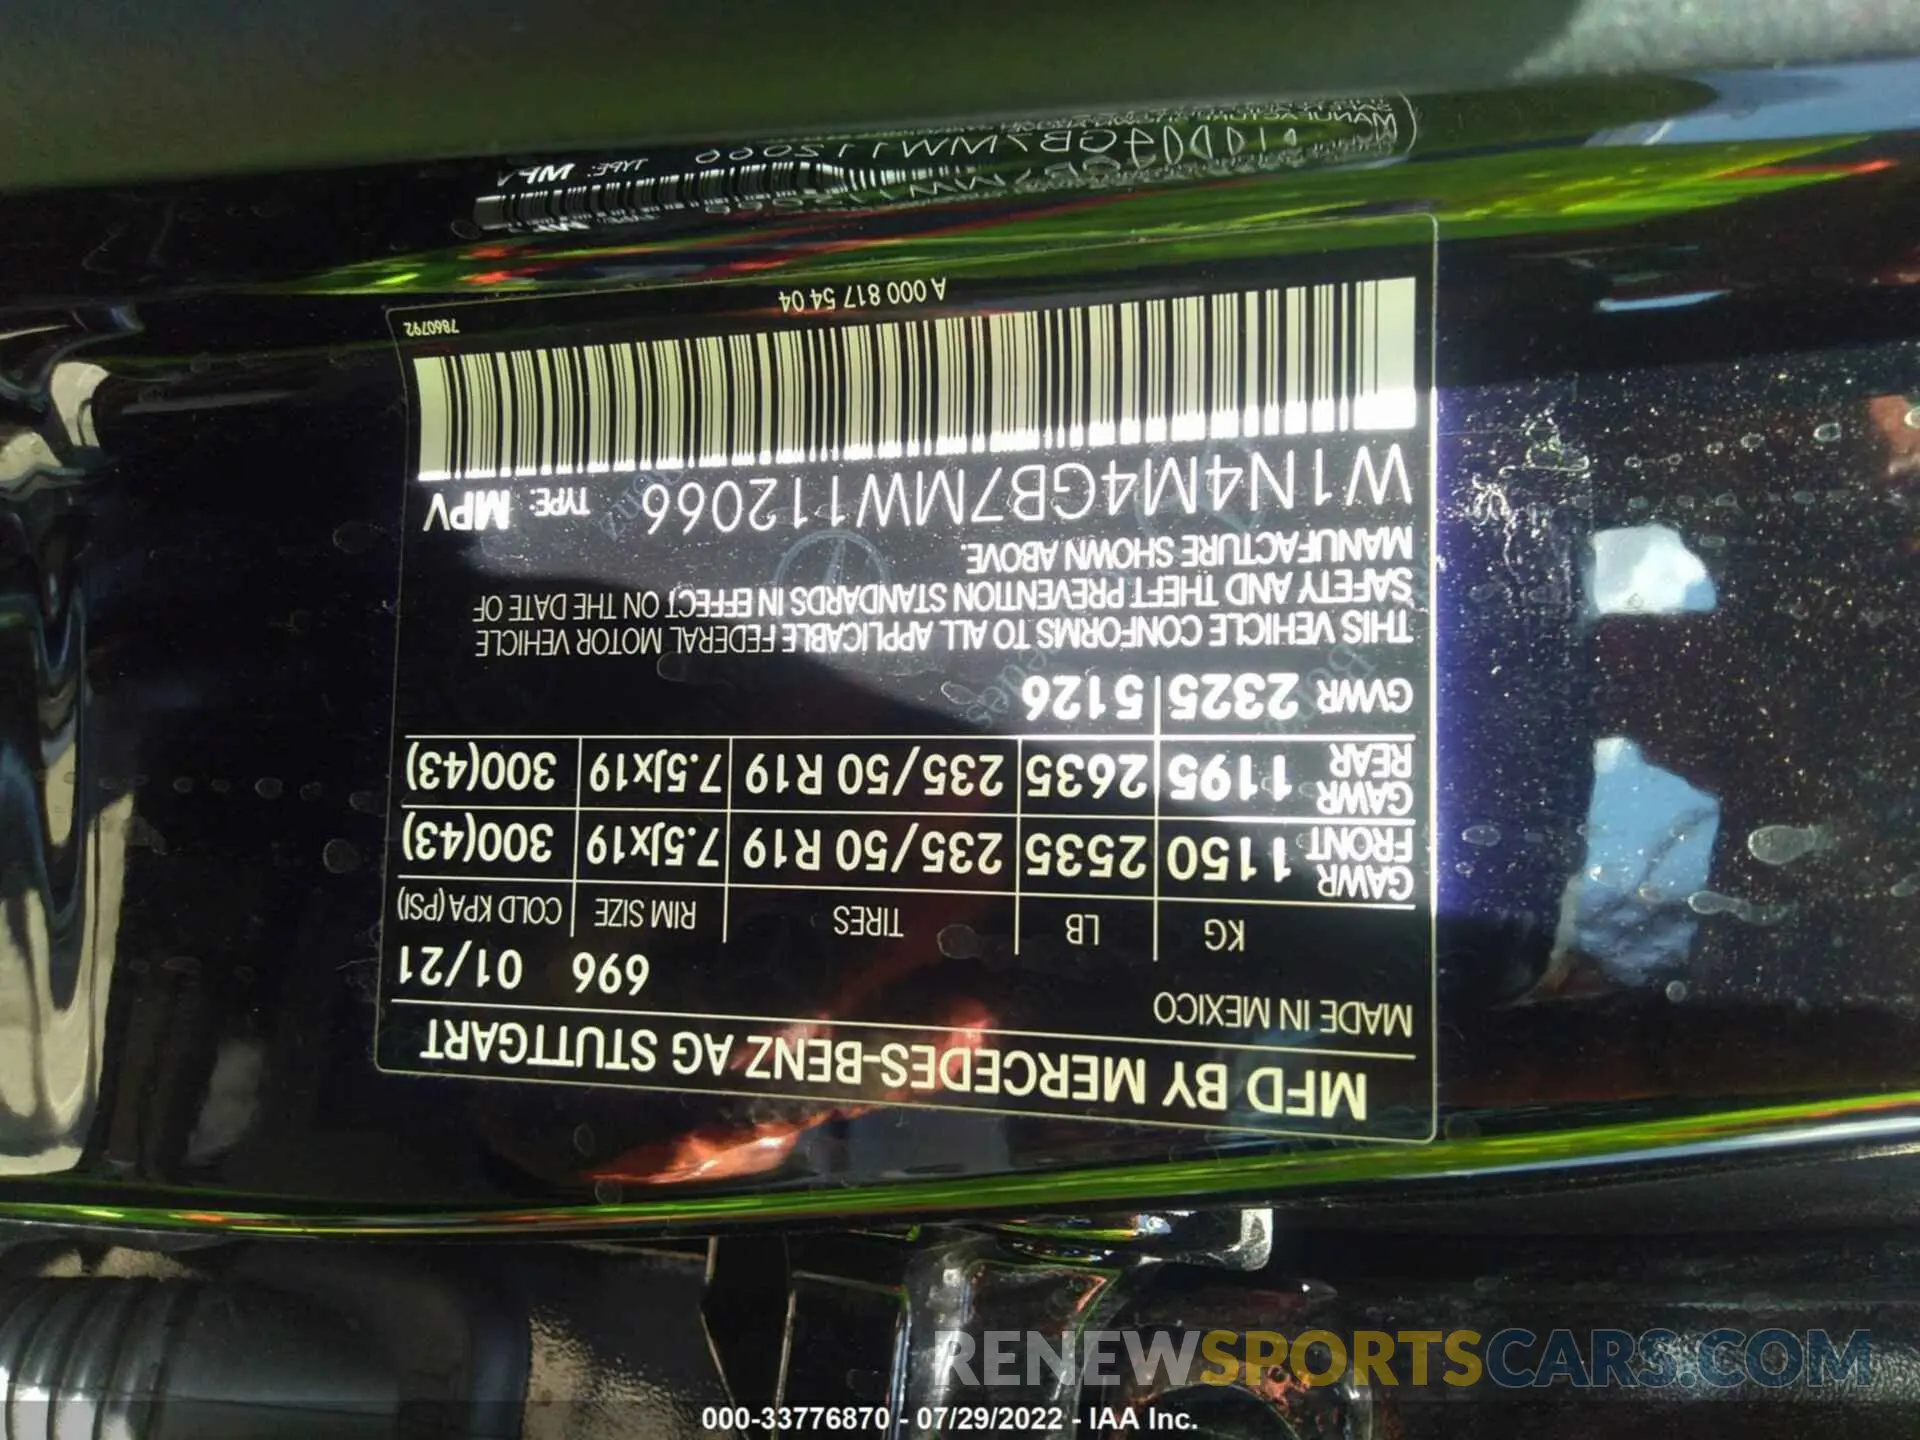 MFD BY MERCEDES-BENZ AG STUTTGART
MADE IN MEXICO 696 01/21
KG LB TIRES RIM SIZE COLD KPA (PSI)
GAWR FRONT 1150 2535 235/50 R19 7.5Jx19 300(43)
GAWR REAR 1195 2635 235/50 R19 7.5Jx19 300(43)
GVWR 2325 5126
THIS VEHICLE CONFORMS TO ALL APPLICABLE FEDERAL MOTOR VEHICLE
SAFETY AND THEFT PREVENTION STANDARDS IN EFFECT ON THE DATE OF
MANUFACTURE SHOWN ABOVE.
W1N4M4GB7MW112066 TYPE: MPV
A 000 817 54 04
7860792
RENEWSPORTSCARS.COM
000-33776870 - 07/29/2022 - IAA Inc.